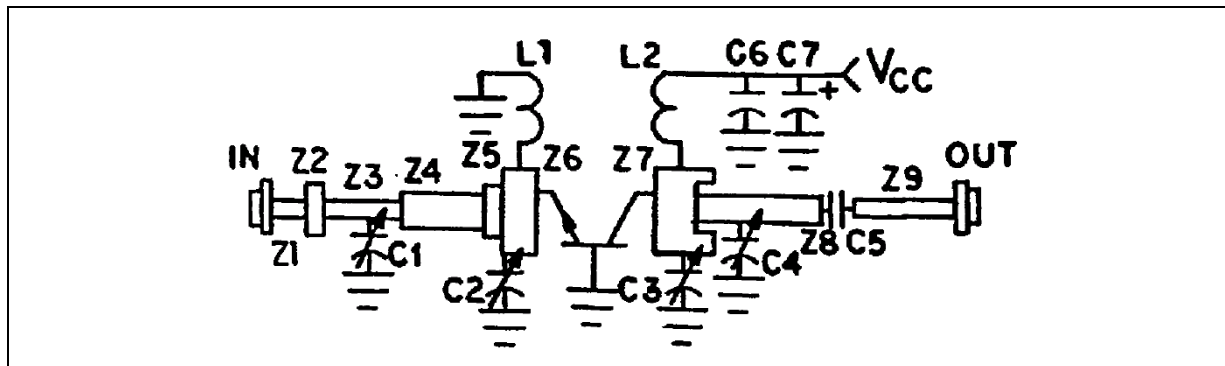 L1 L2 C6 C7 VCC
+
IN Z2 Z3 Z4 Z5 Z6 Z7 Z9 OUT
Z1 C1 C2 C3 C4 Z8 C5